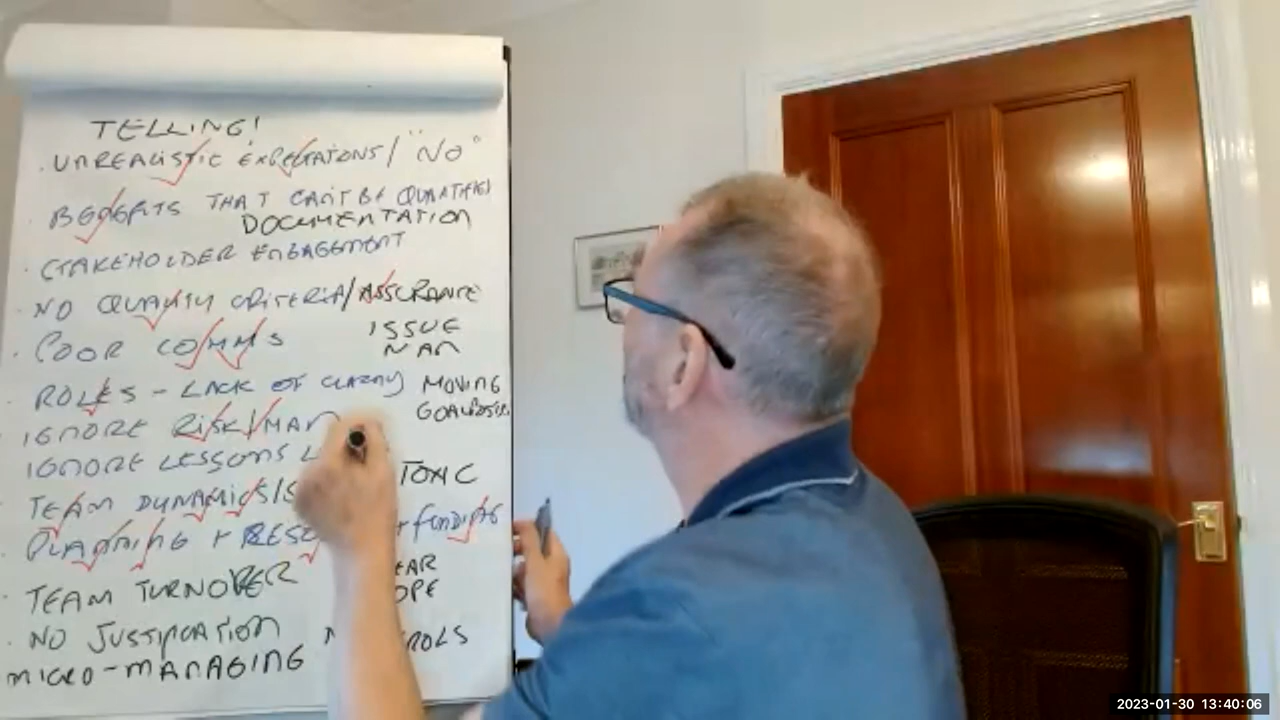 TELLING!
UNREALISTIC EXPECTATIONS / "NO"
BENEFITS THAT CAN'T BE QUANTIFIED
DOCUMENTATION
STAKEHOLDER ENGAGEMENT
NO QUALITY CRITERIA/ASSURANCE
POOR COMMS
ISSUE
MAN
ROLES - LACK OF CLARITY
MOVING
GOALPOSTS
IGNORE RISK/MAN
IGNORE LESSONS
TOXIC
TEAM DYNAMICS/
PLANNING + + FUNDING
TEAM TURNOVER
NO JUSTIFICATION
MICRO-MANAGING
2023-01-30 13:40:06